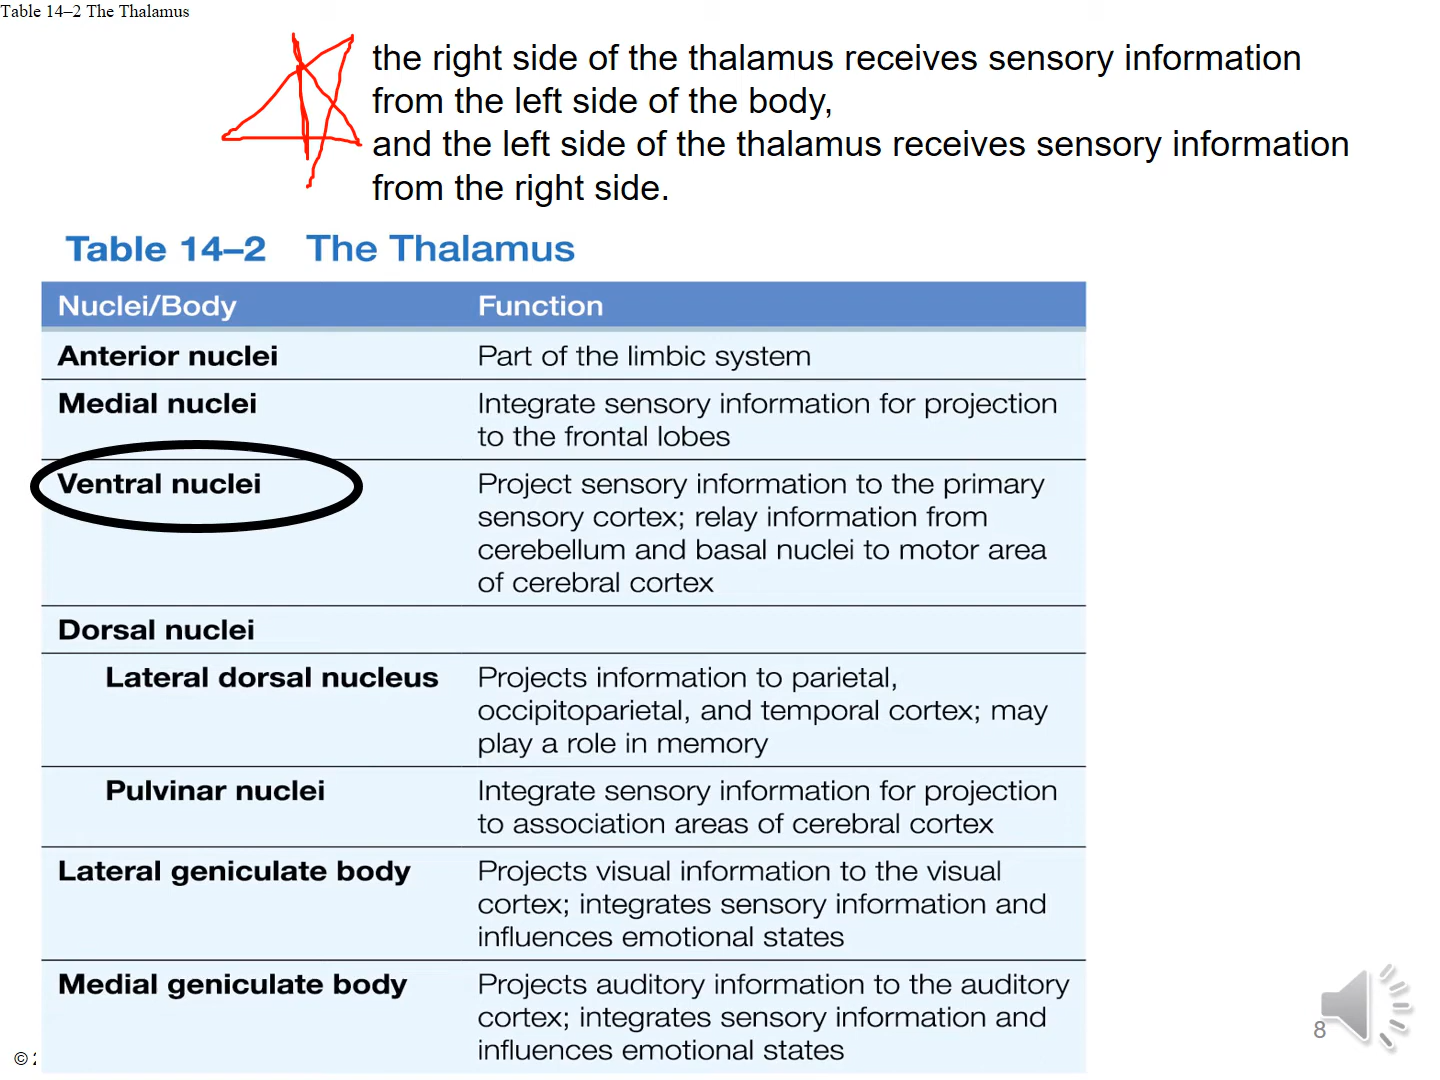 Table 14–2 The Thalamus
the right side of the thalamus receives sensory information
from the left side of the body,
and the left side of the thalamus receives sensory information
from the right side.
Table 14–2 The Thalamus
Nuclei/Body Function
Anterior nuclei Part of the limbic system
Medial nuclei Integrate sensory information for projection
to the frontal lobes
Ventral nuclei Project sensory information to the primary
sensory cortex; relay information from
cerebellum and basal nuclei to motor area
of cerebral cortex
Dorsal nuclei
Lateral dorsal nucleus Projects information to parietal,
occipitoparietal, and temporal cortex; may
play a role in memory
Pulvinar nuclei Integrate sensory information for projection
to association areas of cerebral cortex
Lateral geniculate body Projects visual information to the visual
cortex; integrates sensory information and
influences emotional states
Medial geniculate body Projects auditory information to the auditory
cortex; integrates sensory information and
influences emotional states
8
©